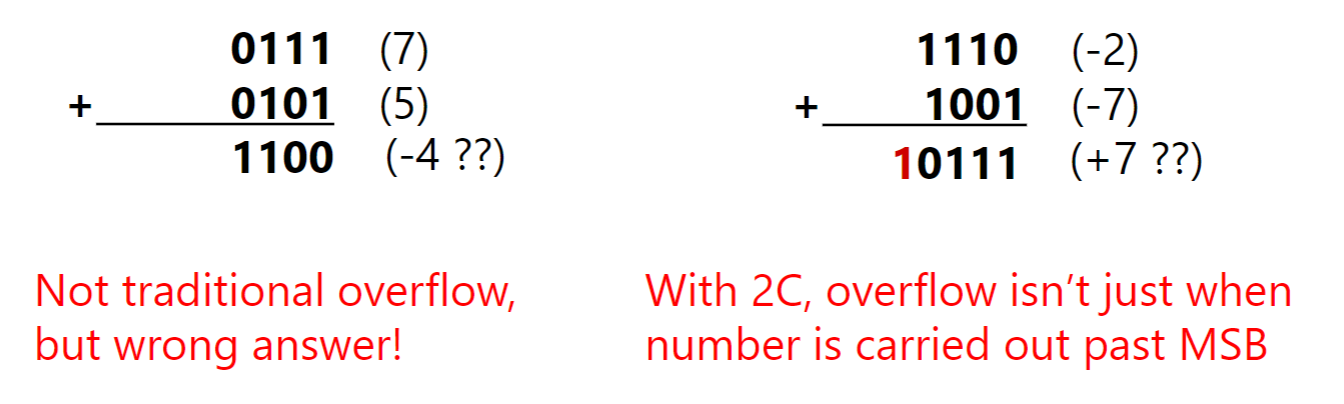 0111 (7)
+ 0101 (5)
1100 (-4 ??)
1110 (-2)
+ 1001 (-7)
10111 (+7 ??)
Not traditional overflow,
but wrong answer!
With 2C, overflow isn’t just when
number is carried out past MSB